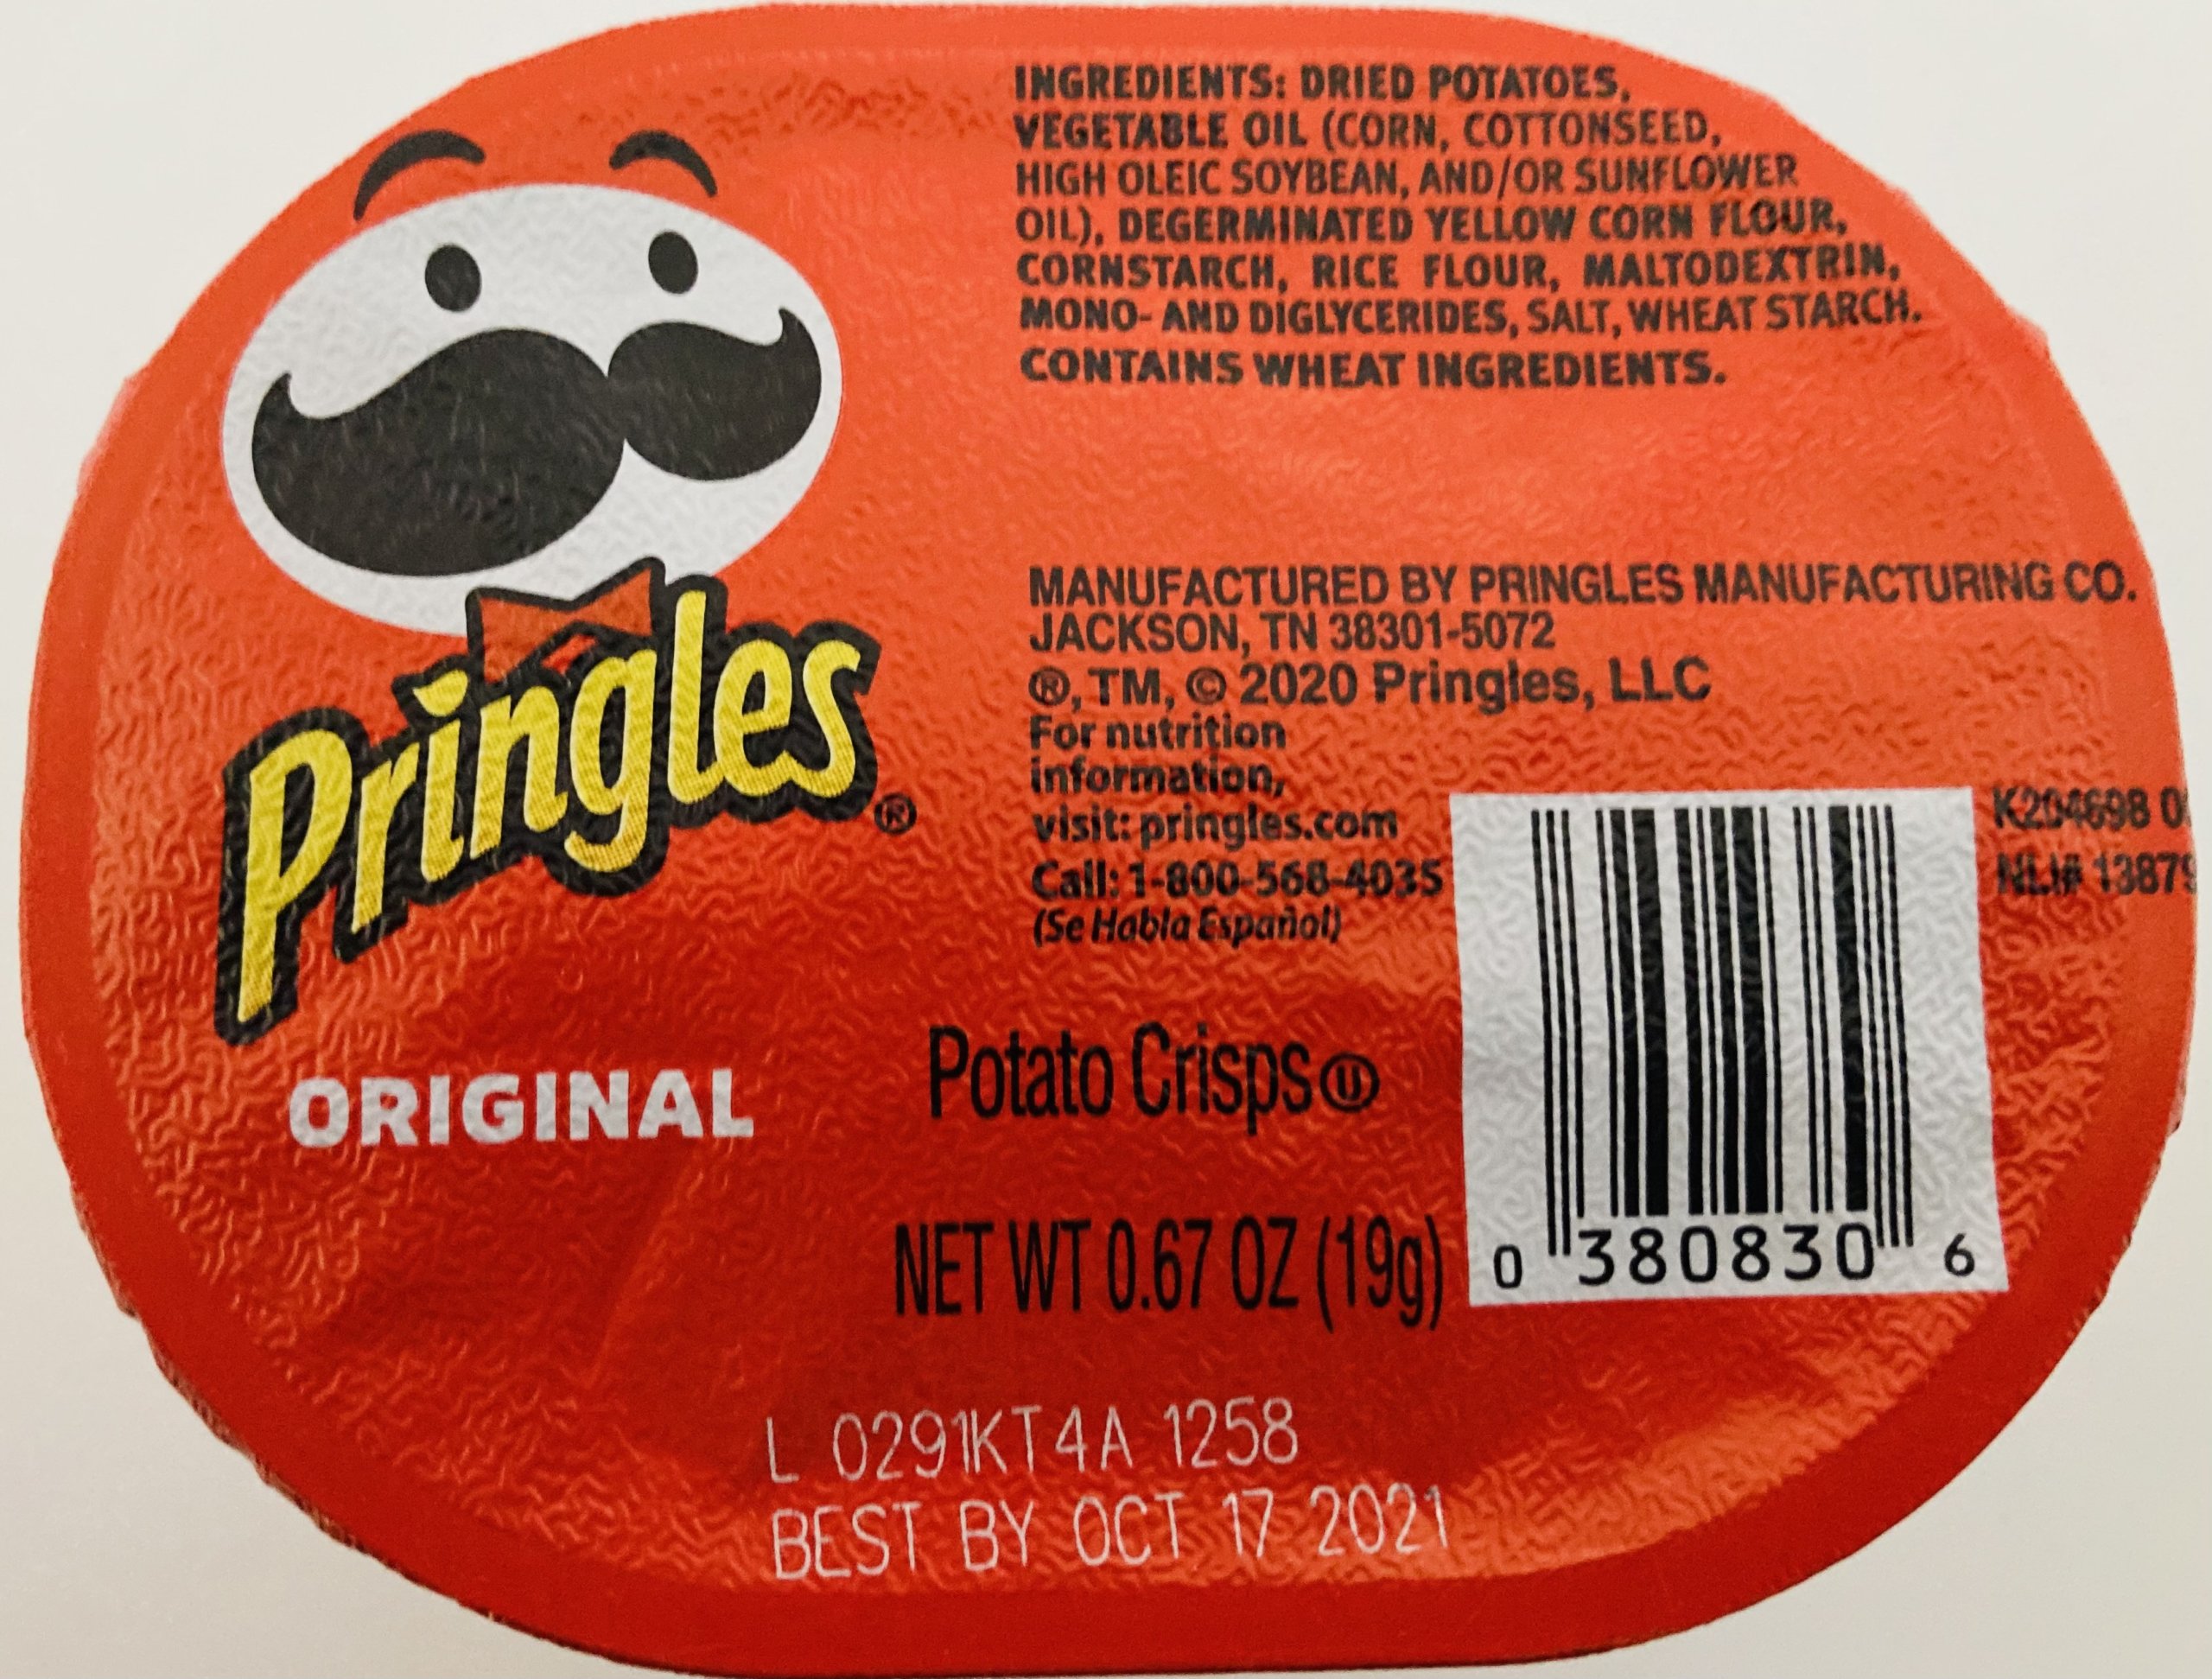 INGREDIENTS: DRIED POTATOES,
VEGETABLE OIL (CORN, COTTONSEED,
HIGH OLEIC SOYBEAN, AND/OR SUNFLOWER
OIL), DEGERMINATED YELLOW CORN FLOUR,
CORNSTARCH, RICE FLOUR, MALTODEXTRIN,
MONO- AND DIGLYCERIDES, SALT, WHEAT STARCH.
CONTAINS WHEAT INGREDIENTS.
Pringles®
ORIGINAL
MANUFACTURED BY PRINGLES MANUFACTURING CO.
JACKSON, TN 38301-5072
®, TM, © 2020 Pringles, LLC
For nutrition
information,
visit: pringles.com
Call: 1-800-568-4035
(Se Habla Español)
K204698
NLI# 13879
Potato Crisps Ⓤ
NET WT 0.67 OZ (19g)
0 380830 6
L 0291KT4A 1258
BEST BY OCT 17 2021